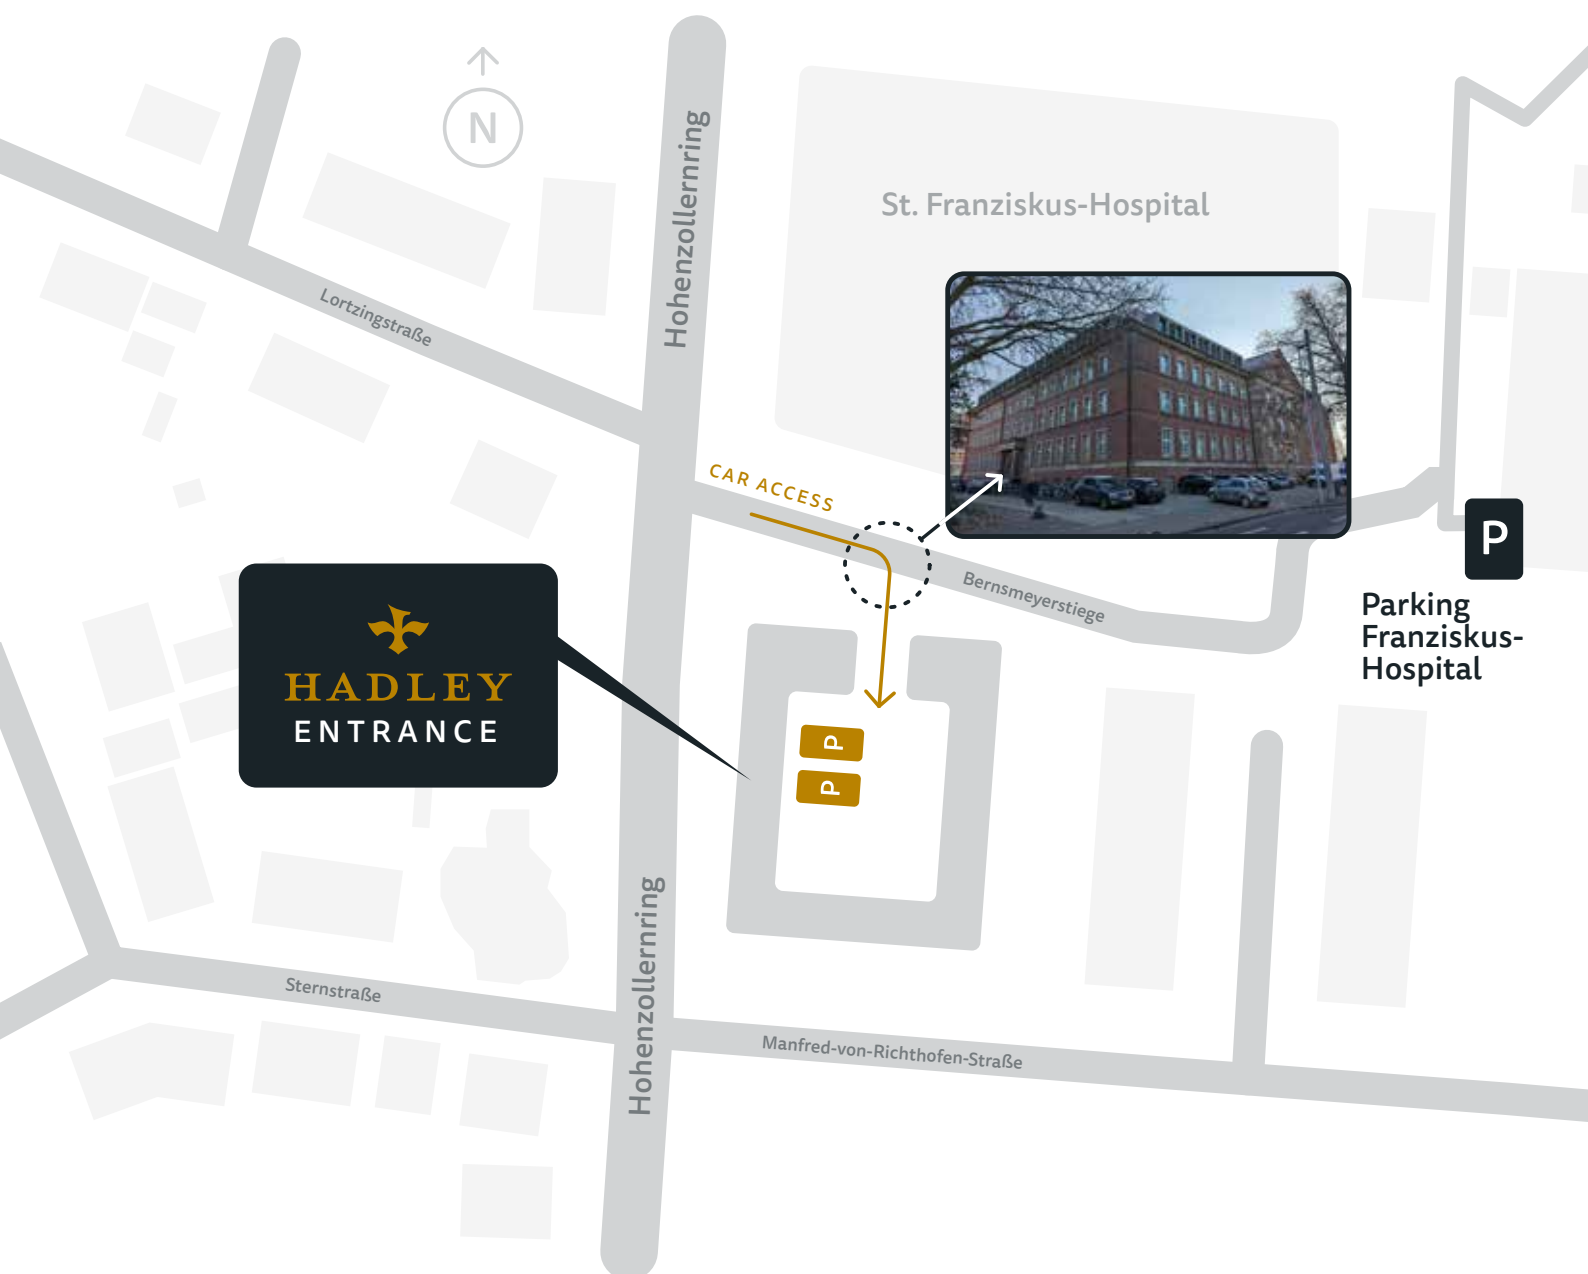 N
Hohenzollernring
St. Franziskus-Hospital
Lortzingstraße
CAR ACCESS
Bernsmeyerstiege
P
Parking
Franziskus-
Hospital
HADLEY
ENTRANCE
P
P
Hohenzollernring
Sternstraße
Manfred-von-Richthofen-Straße